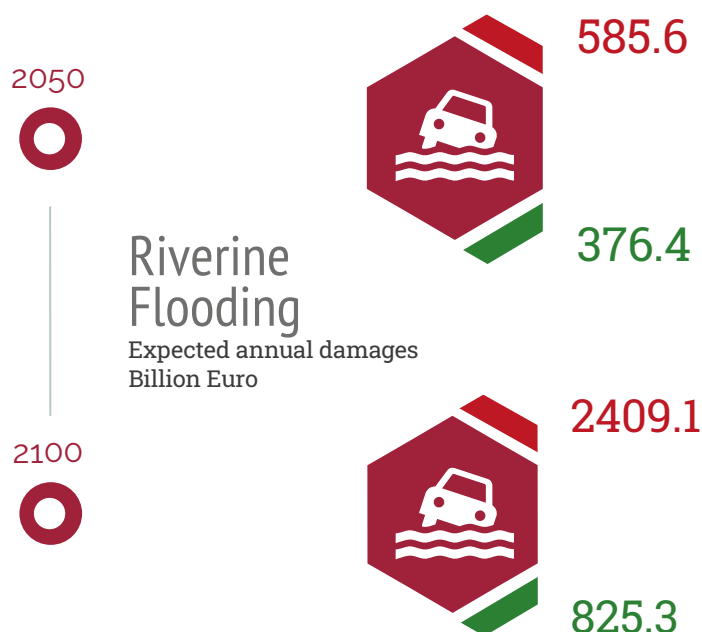 585.6
2050
376.4
Riverine
Flooding
Expected annual damages
Billion Euro
2409.1
2100
825.3